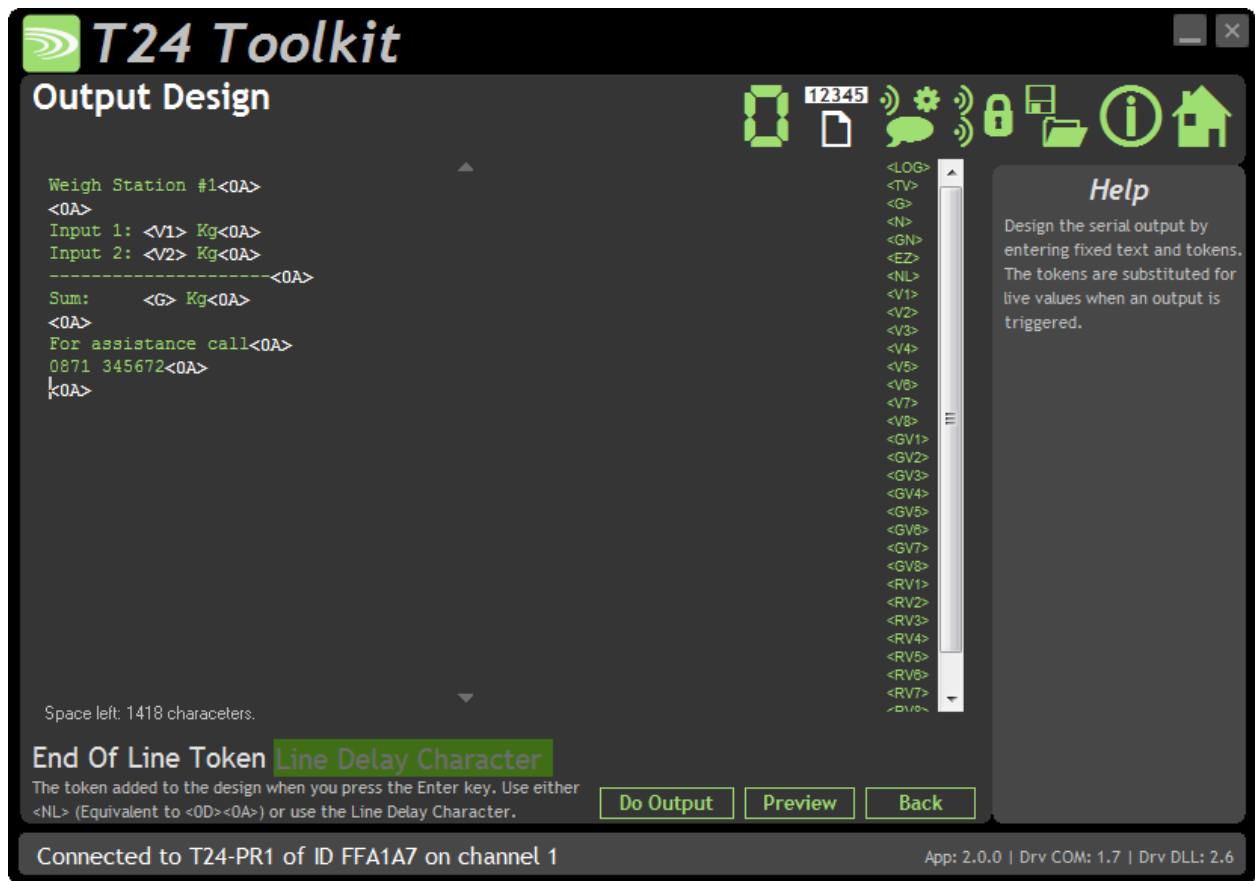 T24 Toolkit
Output Design
12345
Weigh Station #1<0A>
<0A>
Input 1: <V1> Kg<0A>
Input 2: <V2> Kg<0A>
---------------------<0A>
Sum:     <G> Kg<0A>
<0A>
For assistance call<0A>
0871 345672<0A>
<0A>
Space left: 1418 characeters.
<LOG>
<TV>
<G>
<N>
<GN>
<EZ>
<NL>
<V1>
<V2>
<V3>
<V4>
<V5>
<V6>
<V7>
<V8>
<GV1>
<GV2>
<GV3>
<GV4>
<GV5>
<GV6>
<GV7>
<GV8>
<RV1>
<RV2>
<RV3>
<RV4>
<RV5>
<RV6>
<RV7>
<RV8>
Help
Design the serial output by
entering fixed text and tokens.
The tokens are substituted for
live values when an output is
triggered.
End Of Line Token Line Delay Character
The token added to the design when you press the Enter key. Use either
<NL> (Equivalent to <0D><0A>) or use the Line Delay Character.
Do Output Preview Back
Connected to T24-PR1 of ID FFA1A7 on channel 1
App: 2.0.0 | Drv COM: 1.7 | Drv DLL: 2.6